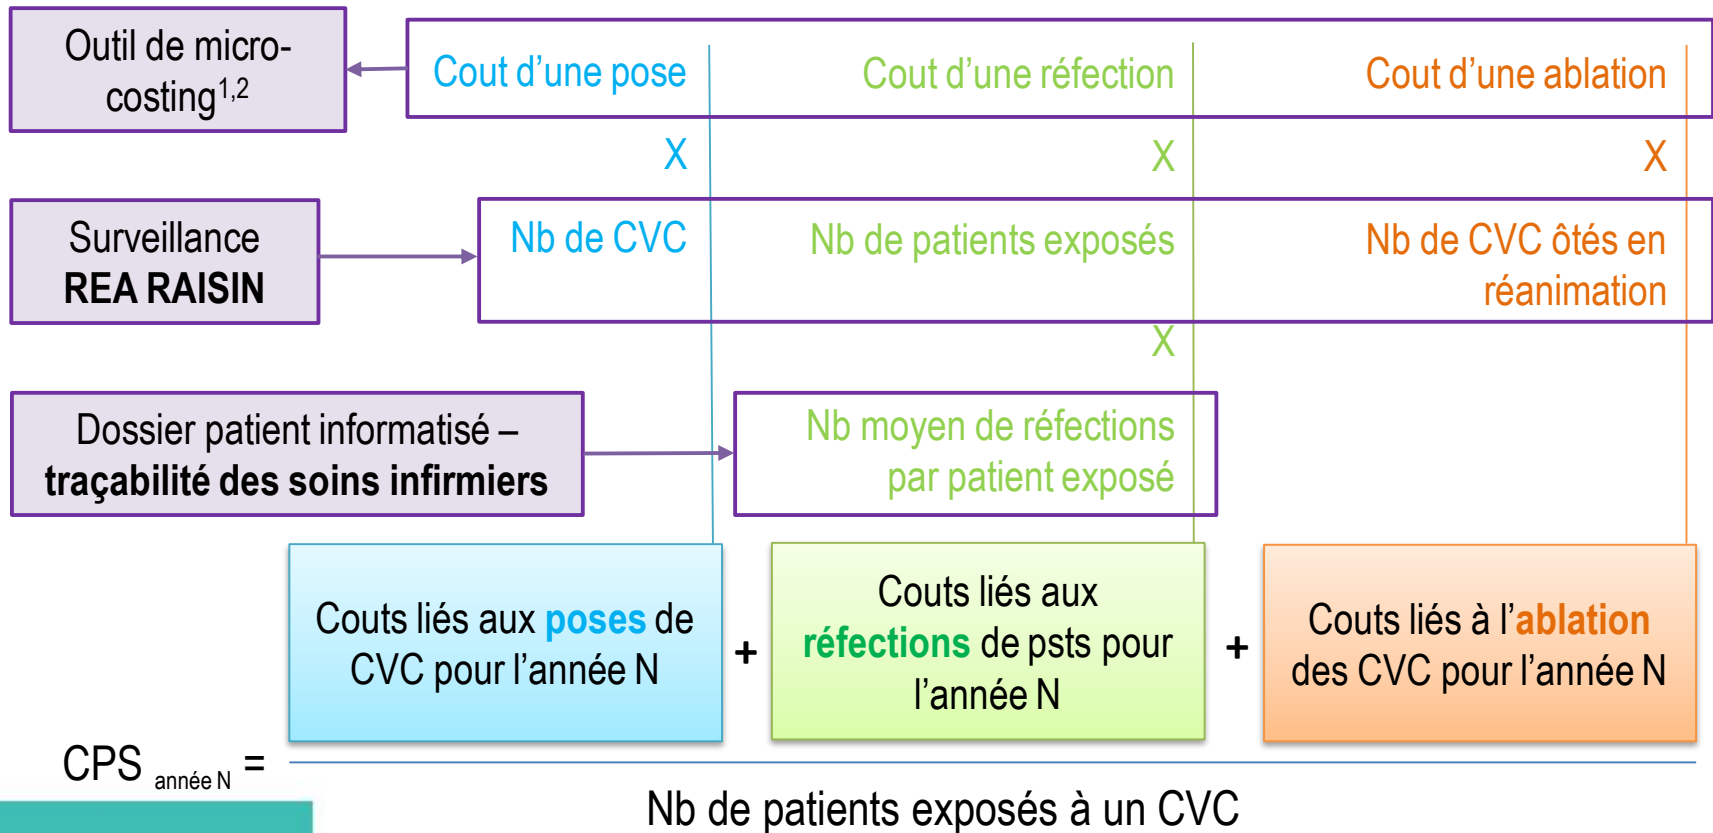 Outil de micro-
costing1,2
Cout d'une pose
Cout d'une réfection
Cout d'une ablation
X
X
X
Surveillance
REA RAISIN
Nb de CVC
Nb de patients exposés
Nb de CVC ôtés en
réanimation
X
Dossier patient informatisé –
traçabilité des soins infirmiers
Nb moyen de réfections
par patient exposé
Couts liés aux poses de
CVC pour l'année N
+
Couts liés aux
réfections de psts pour
l'année N
+
Couts liés à l'ablation
des CVC pour l'année N
CPS année N =
Nb de patients exposés à un CVC